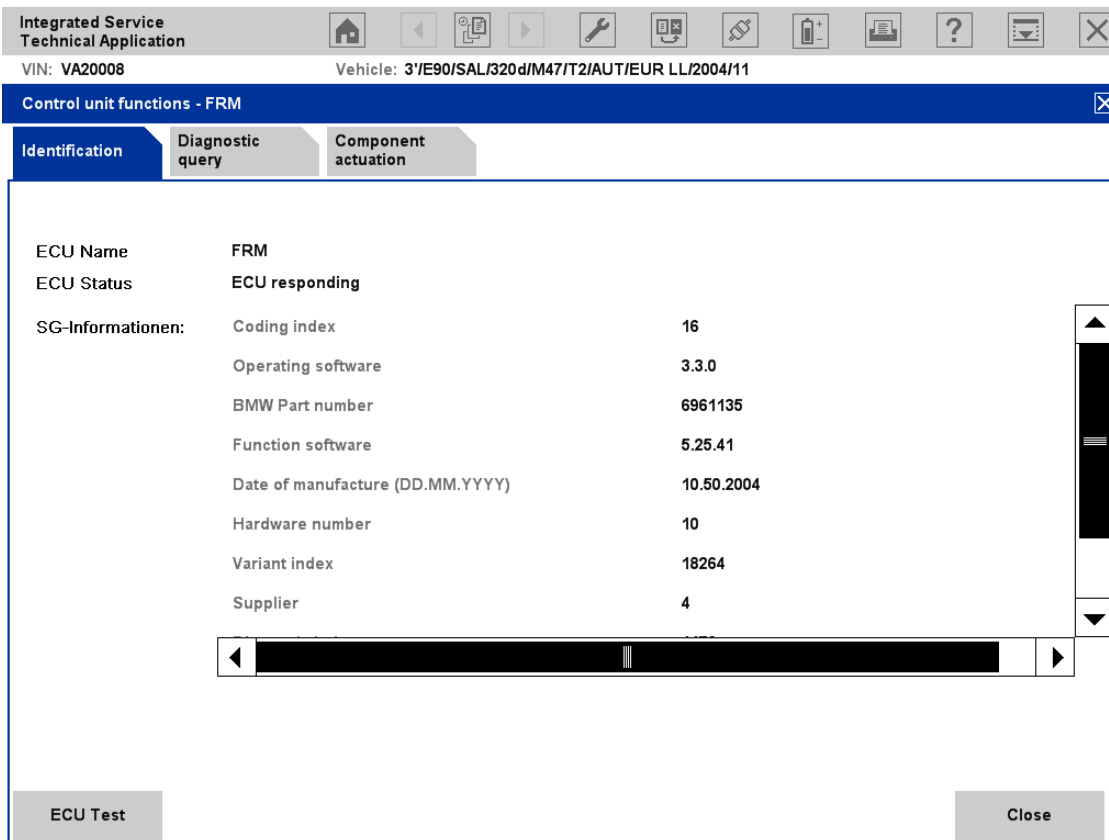 Integrated Service
Technical Application
VIN: VA20008 Vehicle: 3'/E90/SAL/320d/M47/T2/AUT/EUR LL/2004/11
Control unit functions - FRM
Identification
Diagnostic
query
Component
actuation
ECU Name FRM
ECU Status ECU responding
SG-Informationen:
Coding index 16
Operating software 3.3.0
BMW Part number 6961135
Function software 5.25.41
Date of manufacture (DD.MM.YYYY) 10.50.2004
Hardware number 10
Variant index 18264
Supplier 4
ECU Test
Close